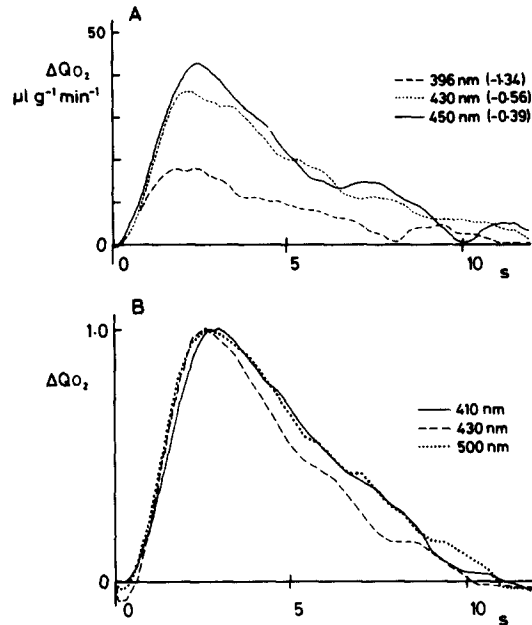 A
50
ΔQO₂
μl g⁻¹ min⁻¹
396 nm (-1·34)
430 nm (-0·56)
450 nm (-0·39)
0
0 5 10 s
B
1.0
ΔQO₂
410 nm
430 nm
500 nm
0
0 5 10 s